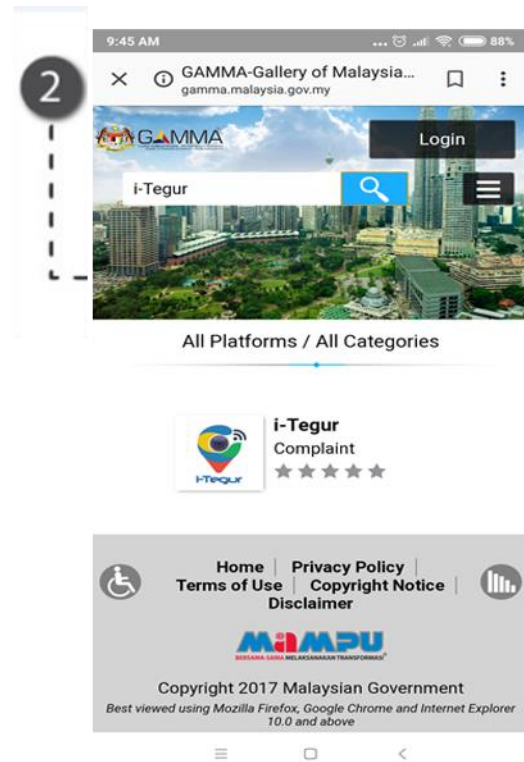 2
9:45 AM
... 88%
GAMMA-Gallery of Malaysia...
gamma.malaysia.gov.my
GAMMA
Login
i-Tegur
All Platforms / All Categories
i-Tegur
Complaint
i-Tegur
Home | Privacy Policy |
Terms of Use | Copyright Notice |
Disclaimer
MAMPU
BERSAMA-SAMA MELAKSANAKAN TRANSFORMASI
Copyright 2017 Malaysian Government
Best viewed using Mozilla Firefox, Google Chrome and Internet Explorer
10.0 and above